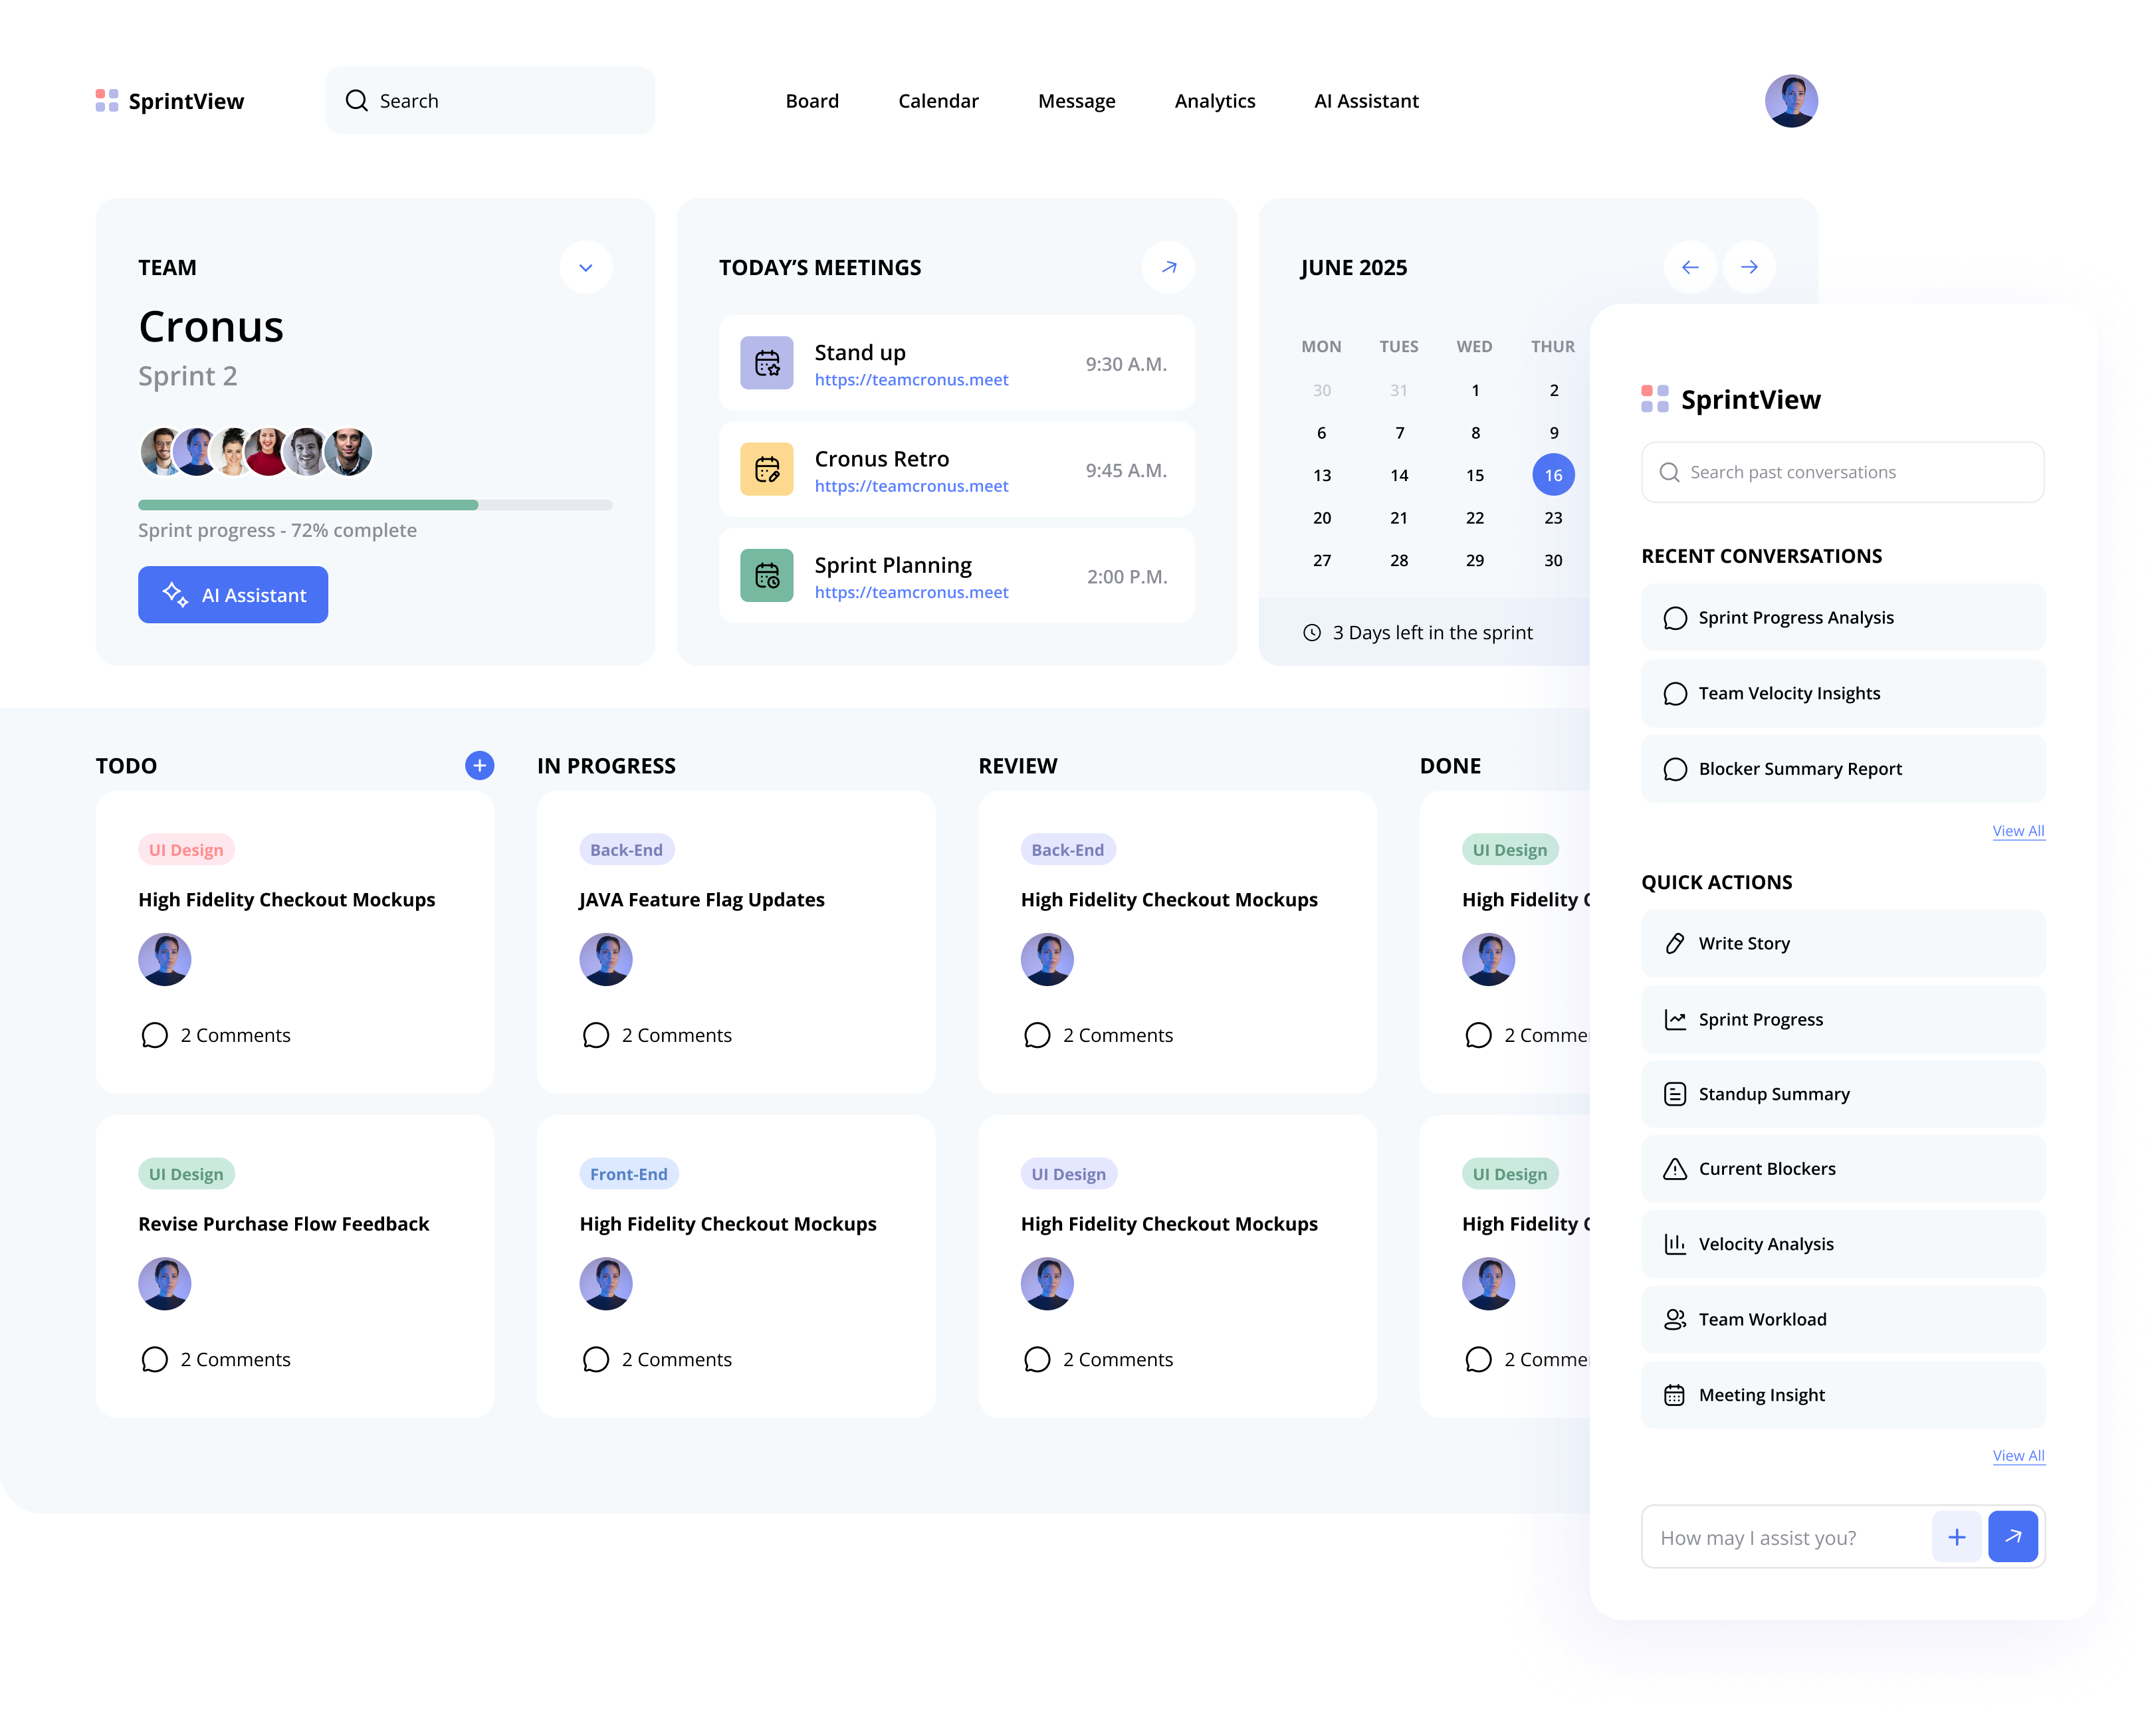 SprintView
Search
Board
Calendar
Message
Analytics
AI Assistant
TEAM
Cronus
Sprint 2
Sprint progress - 72% complete
AI Assistant
TODAY’S MEETINGS
Stand up
https://teamcronus.meet
9:30 A.M.
Cronus Retro
https://teamcronus.meet
9:45 A.M.
Sprint Planning
https://teamcronus.meet
2:00 P.M.
JUNE 2025
MON TUES WED THUR
30 31 1 2
6 7 8 9
13 14 15 16
20 21 22 23
27 28 29 30
3 Days left in the sprint
TODO
UI Design
High Fidelity Checkout Mockups
2 Comments
UI Design
Revise Purchase Flow Feedback
2 Comments
IN PROGRESS
Back-End
JAVA Feature Flag Updates
2 Comments
Front-End
High Fidelity Checkout Mockups
2 Comments
REVIEW
Back-End
High Fidelity Checkout Mockups
2 Comments
UI Design
High Fidelity Checkout Mockups
2 Comments
DONE
UI Design
High Fidelity
2
UI Design
High Fidelity
2
SprintView
Search past conversations
RECENT CONVERSATIONS
Sprint Progress Analysis
Team Velocity Insights
Blocker Summary Report
View All
QUICK ACTIONS
Write Story
Sprint Progress
Standup Summary
Current Blockers
Velocity Analysis
Team Workload
Meeting Insight
View All
How may I assist you?